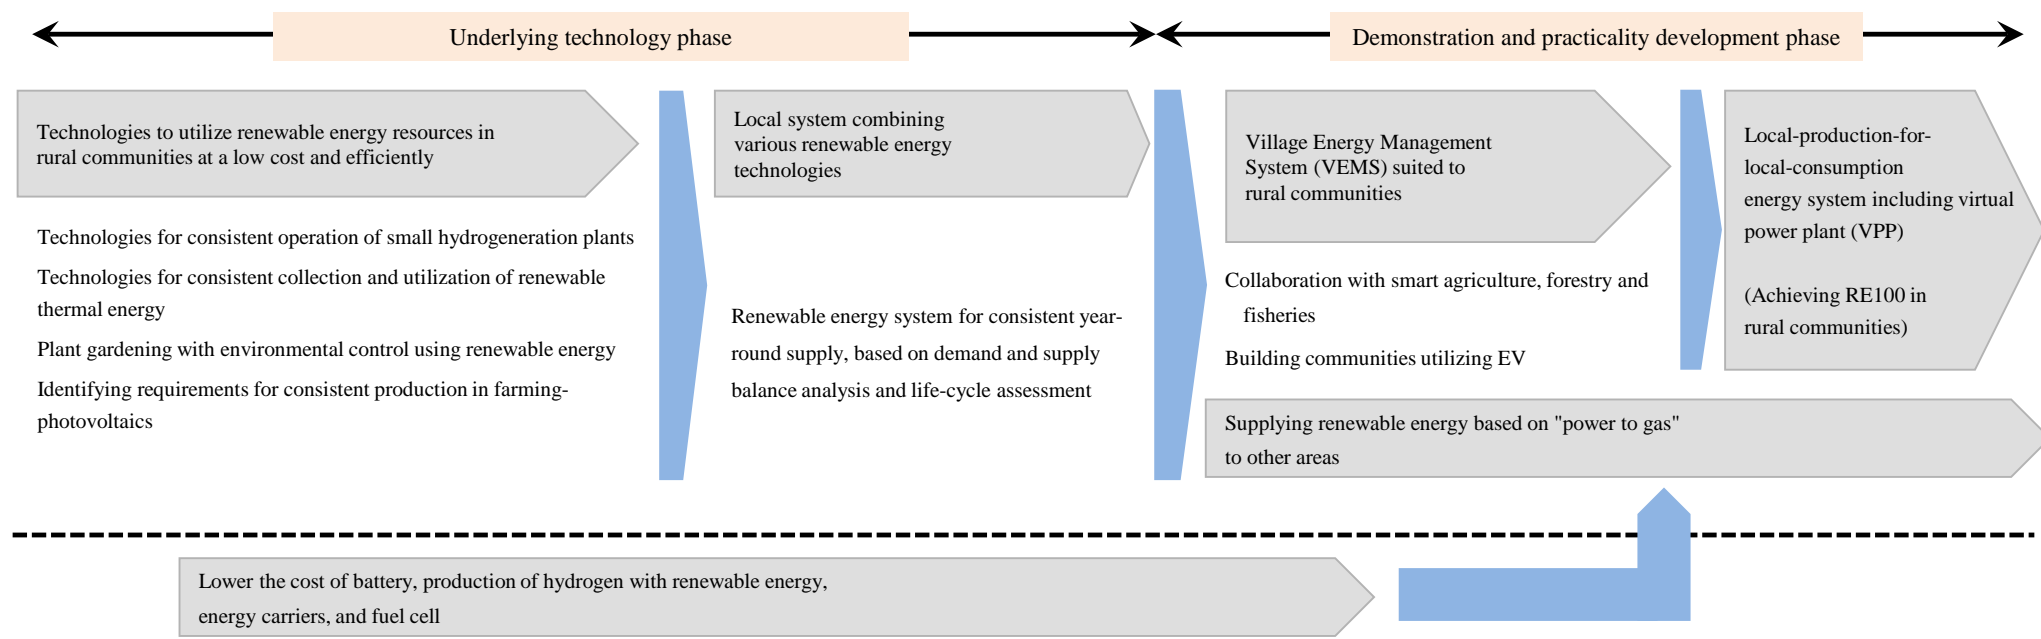 Underlying technology phase
Demonstration and practicality development phase
Technologies to utilize renewable energy resources in
rural communities at a low cost and efficiently
Technologies for consistent operation of small hydrogeneration plants
Technologies for consistent collection and utilization of renewable
thermal energy
Plant gardening with environmental control using renewable energy
Identifying requirements for consistent production in farming-
photovoltaics
Local system combining
various renewable energy
technologies
Renewable energy system for consistent year-
round supply, based on demand and supply
balance analysis and life-cycle assessment
Village Energy Management
System (VEMS) suited to
rural communities
Collaboration with smart agriculture, forestry and
fisheries
Building communities utilizing EV
Local-production-for-
local-consumption
energy system including virtual
power plant (VPP)
(Achieving RE100 in
rural communities)
Supplying renewable energy based on "power to gas"
to other areas
Lower the cost of battery, production of hydrogen with renewable energy,
energy carriers, and fuel cell